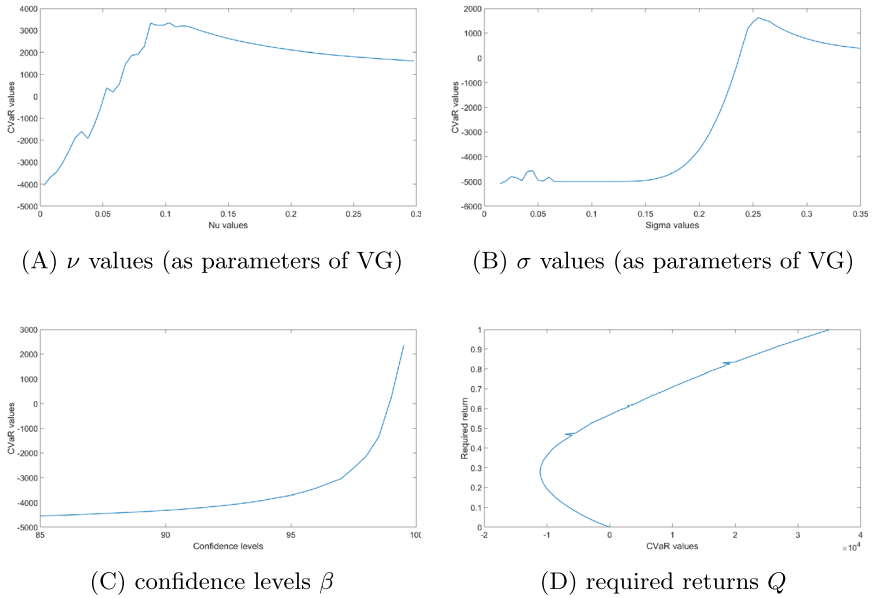 4000
3000
2000
1000
0
-1000
-2000
-3000
-4000
-5000
CVaR values
0 0.05 0.1 0.15 0.2 0.25 0.3
Nu values
(A) ν values (as parameters of VG)
2000
1000
0
-1000
-2000
-3000
-4000
-5000
-6000
CVaR values
0 0.05 0.1 0.15 0.2 0.25 0.3 0.35
Sigma values
(B) σ values (as parameters of VG)
3000
2000
1000
0
-1000
-2000
-3000
-4000
-5000
CVaR values
85 90 95 100
Confidence levels
(C) confidence levels β
1
0.9
0.8
0.7
0.6
0.5
0.4
0.3
0.2
0.1
0
Required return
-2 -1 0 1 2 3 4
CVaR values ×10⁴
(D) required returns Q